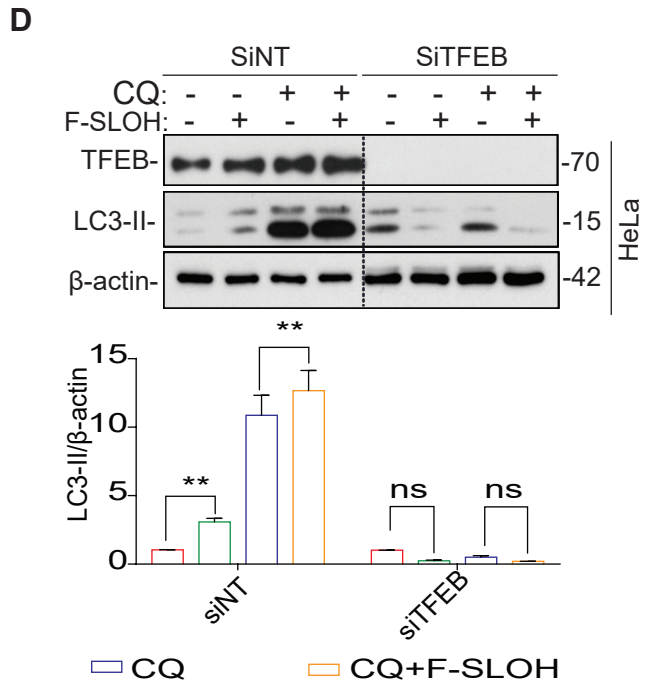 D
SiNT SiTFEB
CQ: - - + + - - + +
F-SLOH: - + - + - + - +
TFEB- -70
LC3-II- -15
β-actin- -42
HeLa
LC3-II/β-actin
15
10
5
0
** ** ns ns
siNT siTFEB
CQ CQ+F-SLOH